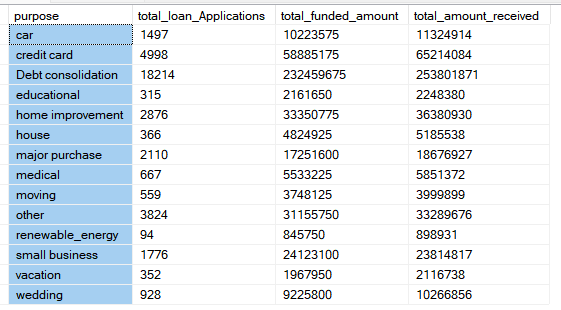 purpose total_loan_Applications total_funded_amount total_amount_received
car 1497 10223575 11324914
credit card 4998 58885175 65214084
Debt consolidation 18214 232459675 253801871
educational 315 2161650 2248380
home improvement 2876 33350775 36380930
house 366 4824925 5185538
major purchase 2110 17251600 18676927
medical 667 5533225 5851372
moving 559 3748125 3999899
other 3824 31155750 33289676
renewable_energy 94 845750 898931
small business 1776 24123100 23814817
vacation 352 1967950 2116738
wedding 928 9225800 10266856